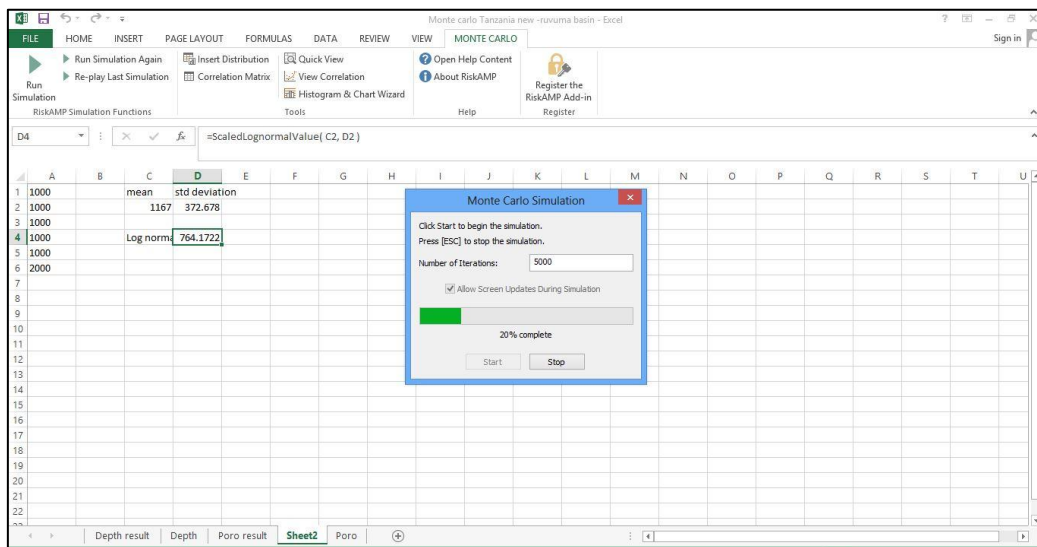 Monte carlo Tanzania new -ruvuma basin - Excel
FILE HOME INSERT PAGE LAYOUT FORMULAS DATA REVIEW VIEW MONTE CARLO Sign in
Run Simulation
Run Simulation Again
Re-play Last Simulation
RiskAMP Simulation Functions
Insert Distribution
Correlation Matrix
Quick View
View Correlation
Histogram & Chart Wizard
Tools
Open Help Content
About RiskAMP
Help
Register the
RiskAMP Add-in
Register
D4 fx =ScaledLognormalValue( C2, D2 )
A B C D E F G H I J K L M N O P Q R S T U
1 1000 mean std deviation
2 1000 1167 372.678
3 1000
4 1000 Log norma 764.1722
5 1000
6 2000
7
8
9
10
11
12
13
14
15
16
17
18
19
20
21
22
Monte Carlo Simulation
Click Start to begin the simulation.
Press [ESC] to stop the simulation.
Number of Iterations: 5000
Allow Screen Updates During Simulation
20% complete
Start Stop
Depth result Depth Poro result Sheet2 Poro